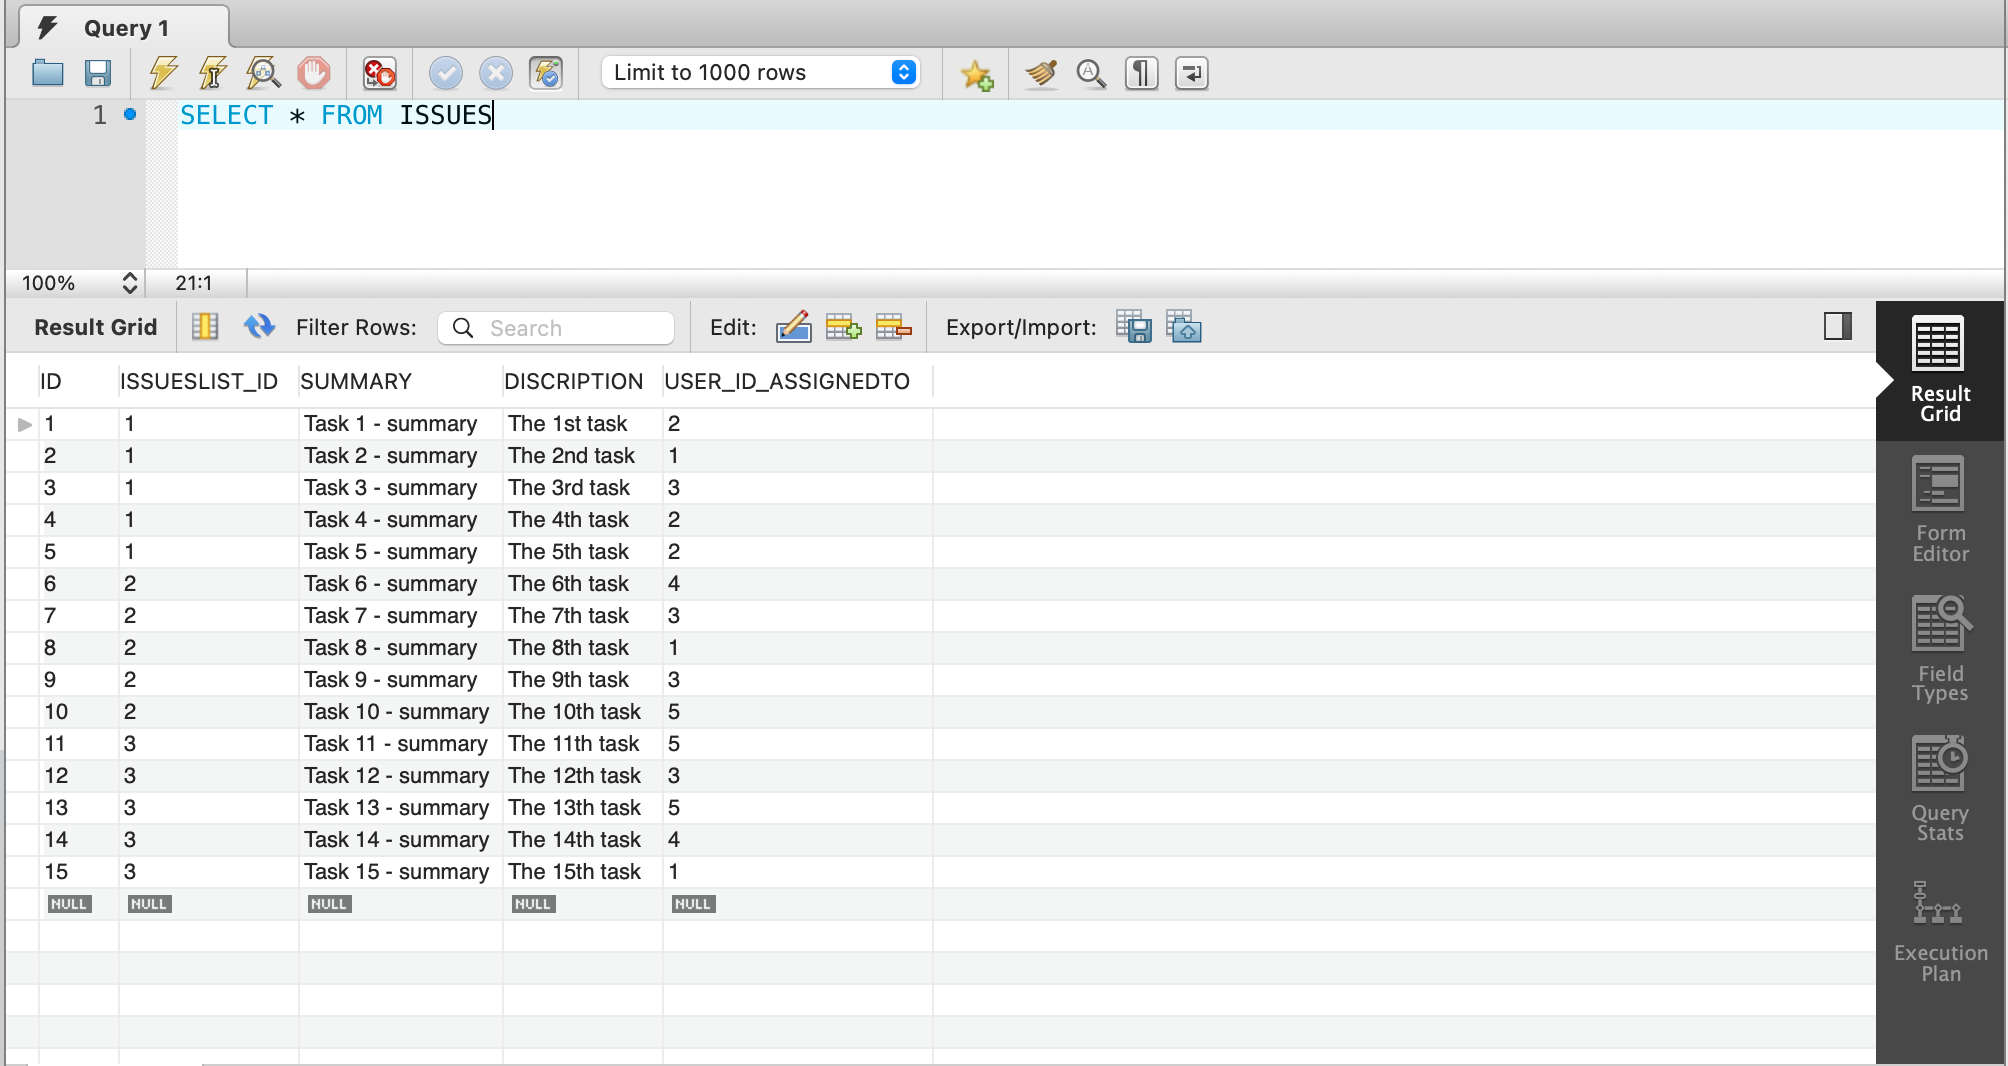 Query 1
Limit to 1000 rows
1 SELECT * FROM ISSUES
100% 21:1
Result Grid Filter Rows: Search Edit: Export/Import:
ID ISSUESLIST_ID SUMMARY DISCRIPTION USER_ID_ASSIGNEDTO
1 1 Task 1 - summary The 1st task 2
2 1 Task 2 - summary The 2nd task 1
3 1 Task 3 - summary The 3rd task 3
4 1 Task 4 - summary The 4th task 2
5 1 Task 5 - summary The 5th task 2
6 2 Task 6 - summary The 6th task 4
7 2 Task 7 - summary The 7th task 3
8 2 Task 8 - summary The 8th task 1
9 2 Task 9 - summary The 9th task 3
10 2 Task 10 - summary The 10th task 5
11 3 Task 11 - summary The 11th task 5
12 3 Task 12 - summary The 12th task 3
13 3 Task 13 - summary The 13th task 5
14 3 Task 14 - summary The 14th task 4
15 3 Task 15 - summary The 15th task 1
NULL NULL NULL NULL NULL
Result
Grid
Form
Editor
Field
Types
Query
Stats
Execution
Plan